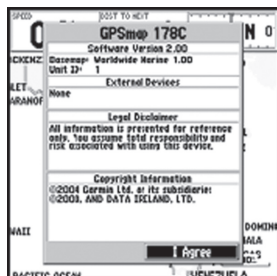 SPEED
DIST TO NEXT
N 0
GPSmap 178C
Software Version 2.00
Basemap: Worldwide Marine 1.00
Unit ID: 1
External Devices
None
Legal Disclaimer
All information is presented for reference
only. You assume total responsibility and
risk associated with using this device.
Copyright Information
©2004 Garmin Ltd. or its subsidiaries
©2003, AND DATA IRELAND, LTD.
I Agree
PACIFIC OCEAN
VENEZUELA